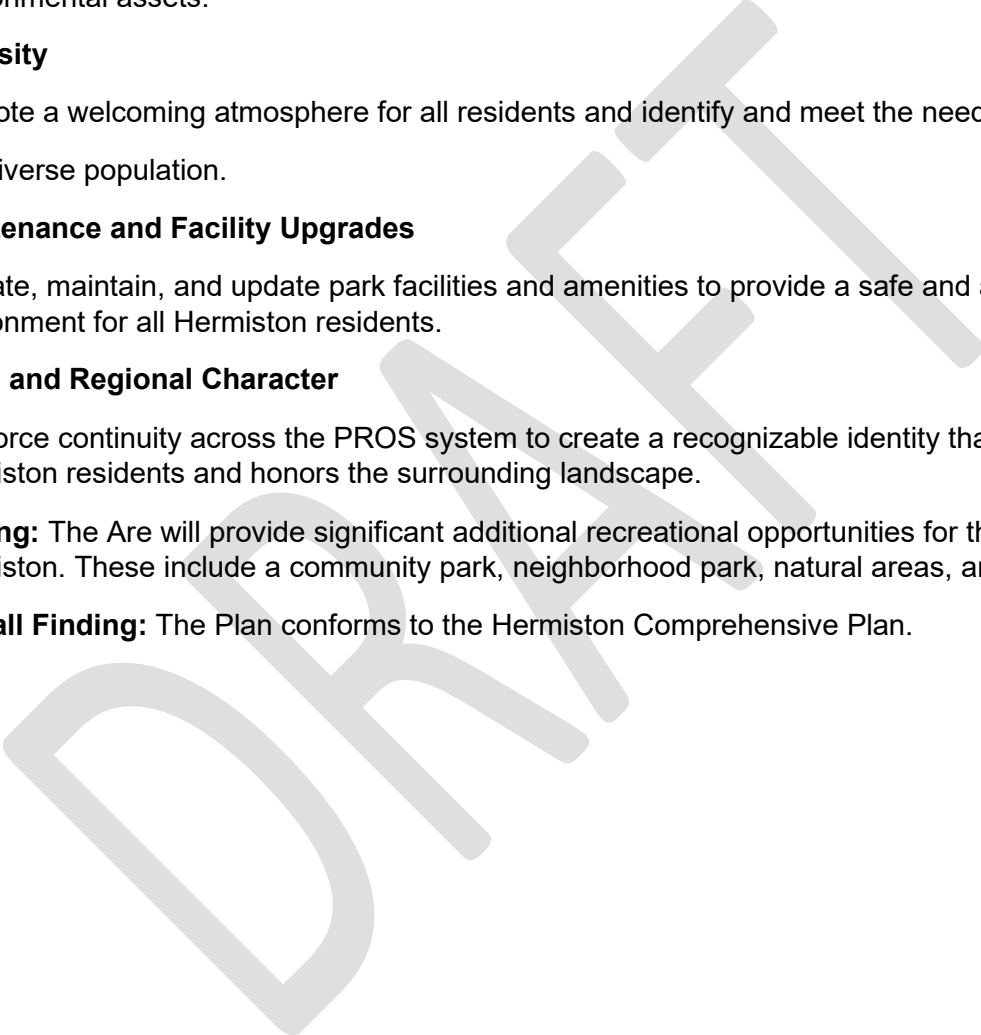 onmental assets.
sity
ote a welcoming atmosphere for all residents and identify and meet the need
iverse population.
enance and Facility Upgrades
ate, maintain, and update park facilities and amenities to provide a safe and a
onment for all Hermiston residents.
and Regional Character
orce continuity across the PROS system to create a recognizable identity tha
iston residents and honors the surrounding landscape.
ng: The Are will provide significant additional recreational opportunities for th
iston. These include a community park, neighborhood park, natural areas, an
all Finding: The Plan conforms to the Hermiston Comprehensive Plan.
DRAFT